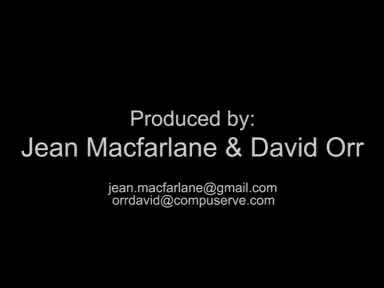 Produced by:
Jean Macfarlane & David Orr
jean.macfarlane@gmail.com
orrdavid@compuserve.com